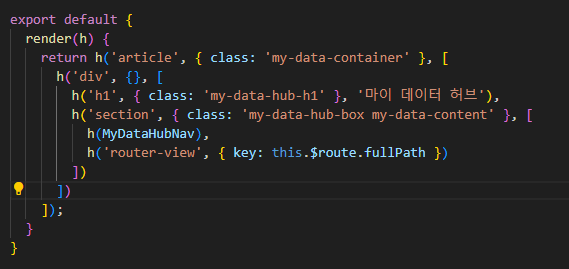 export default {
  render(h) {
    return h('article', { class: 'my-data-container' }, [
      h('div', {}, [
        h('h1', { class: 'my-data-hub-h1' }, '마이 데이터 허브'),
        h('section', { class: 'my-data-hub-box my-data-content' }, [
          h(MyDataHubNav),
          h('router-view', { key: this.$route.fullPath })
        ])
      ])
    ]);
  }
}